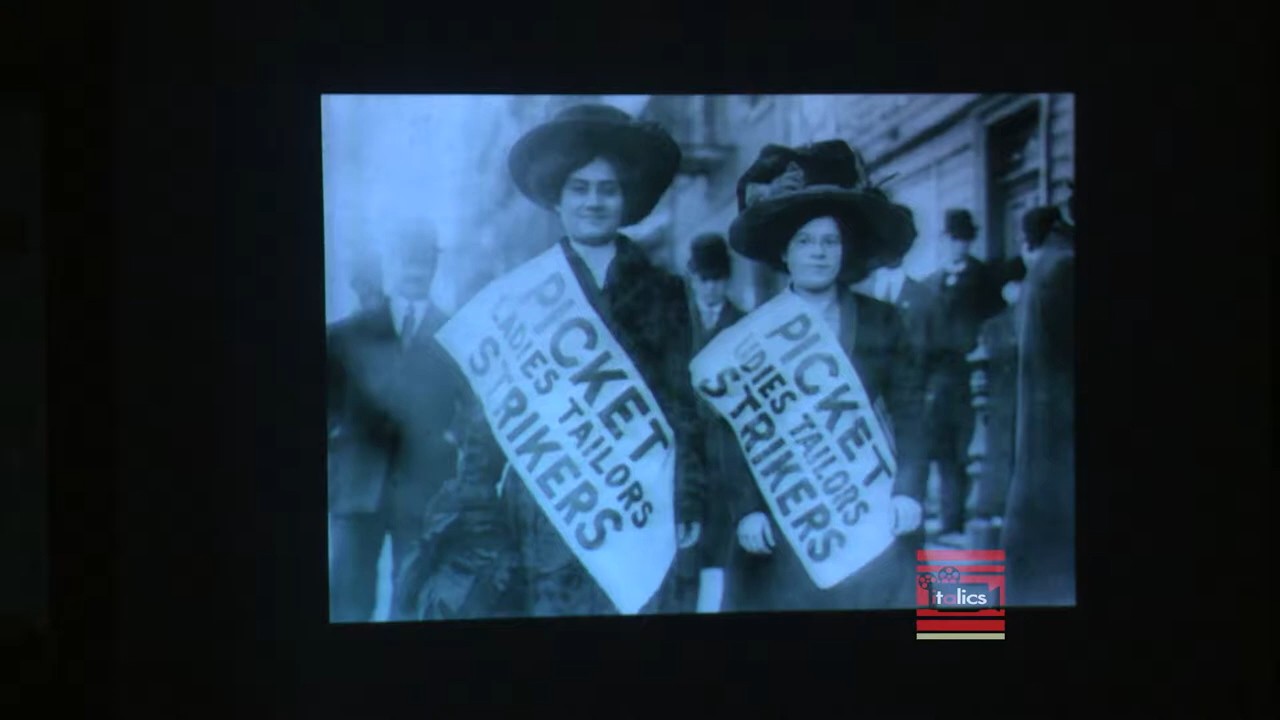 PICKET
LADIES TAILORS
STRIKERS
PICKET
LADIES TAILORS
STRIKERS
italics